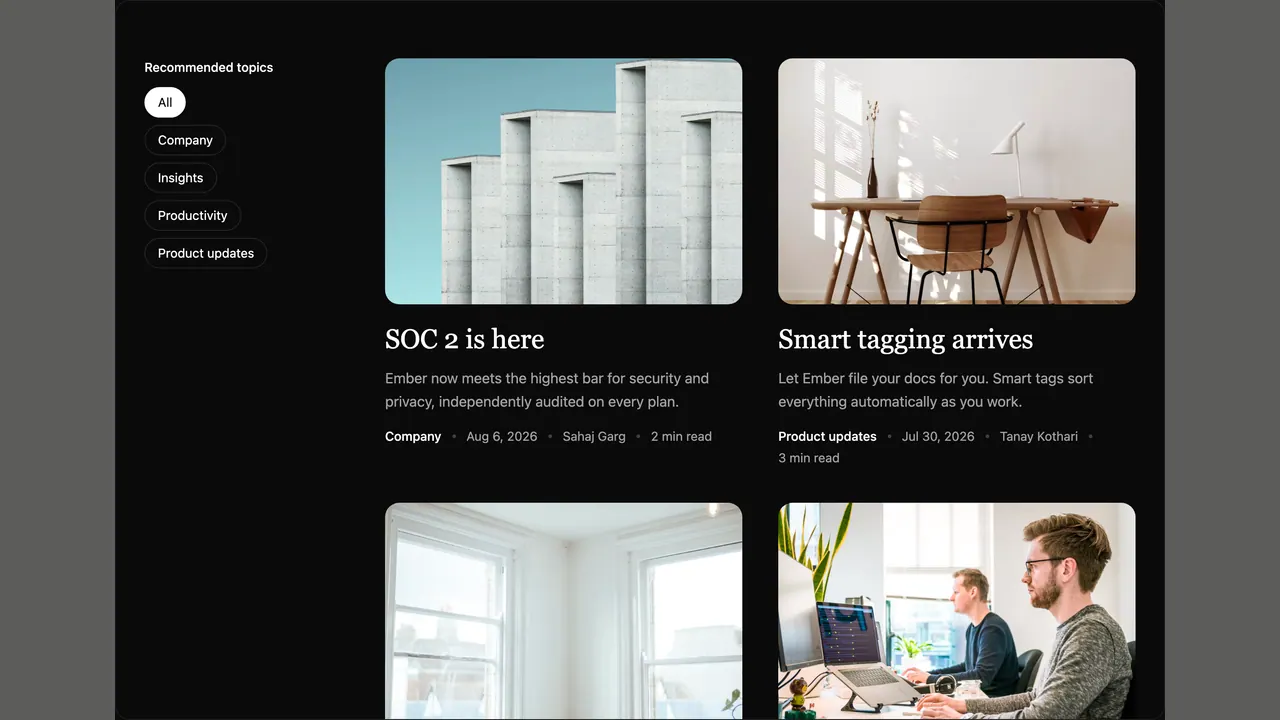 Recommended topics
All
Company
Insights
Productivity
Product updates
SOC 2 is here
Ember now meets the highest bar for security and
privacy, independently audited on every plan.
Company • Aug 6, 2026 • Sahaj Garg • 2 min read
Smart tagging arrives
Let Ember file your docs for you. Smart tags sort
everything automatically as you work.
Product updates • Jul 30, 2026 • Tanay Kothari •
3 min read